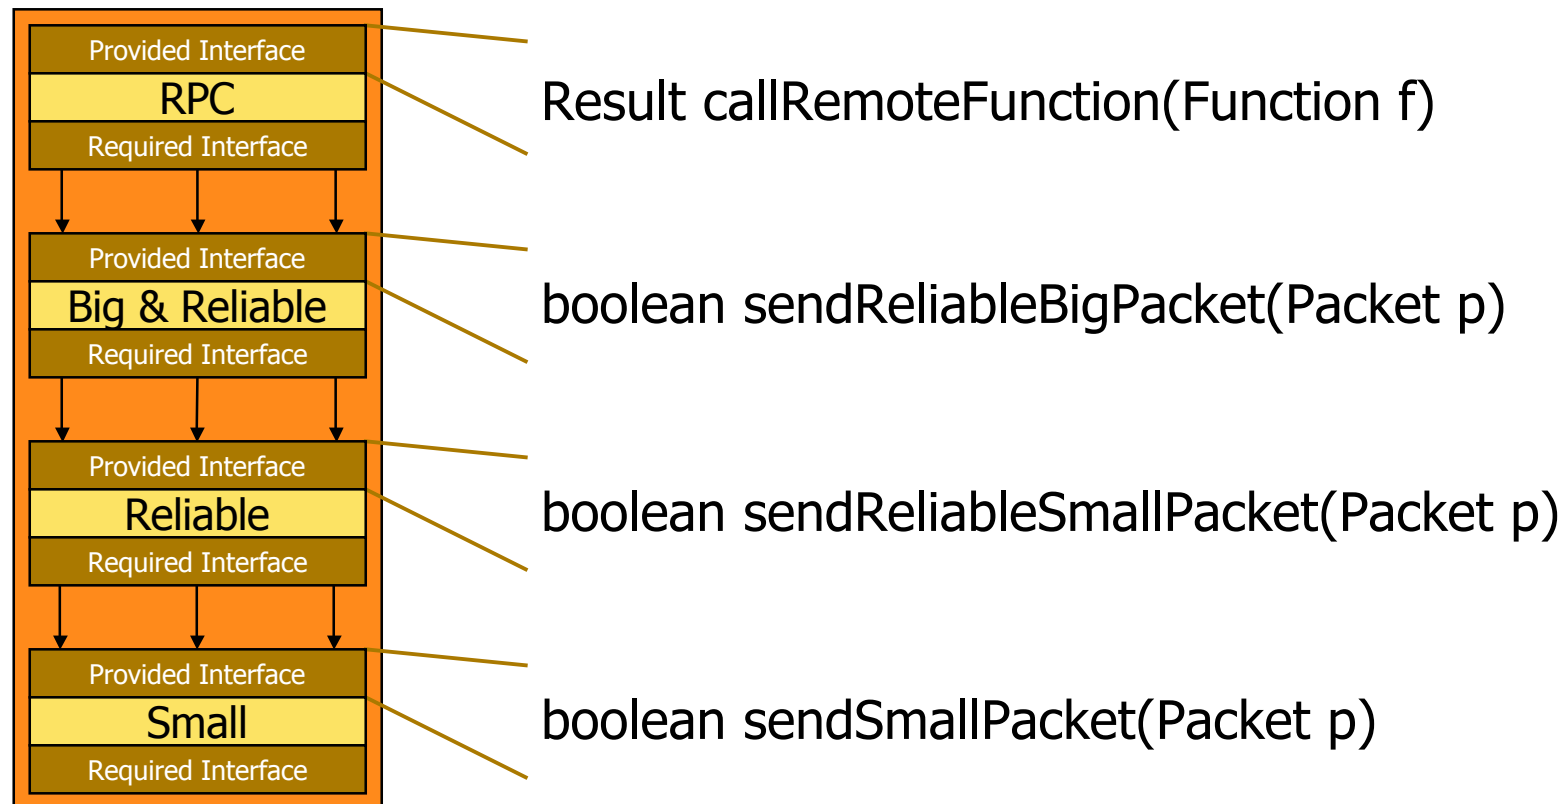 Provided Interface
RPC
Required Interface
Result callRemoteFunction(Function f)
Provided Interface
Big & Reliable
Required Interface
boolean sendReliableBigPacket(Packet p)
Provided Interface
Reliable
Required Interface
boolean sendReliableSmallPacket(Packet p)
Provided Interface
Small
Required Interface
boolean sendSmallPacket(Packet p)